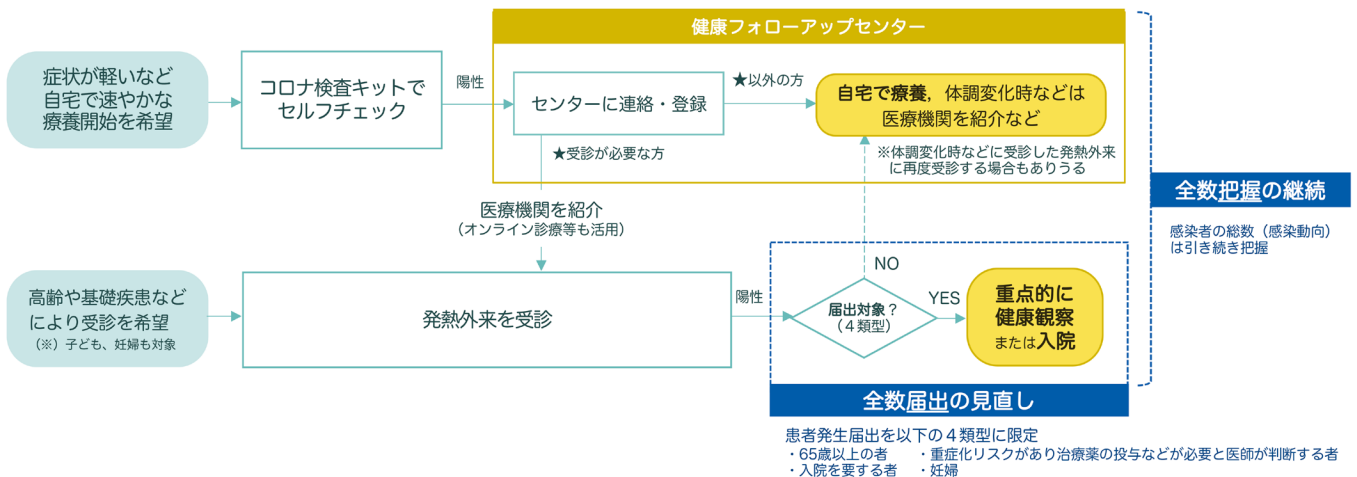 健康フォローアップセンター
症状が軽いなど
自宅で速やかな
療養開始を希望
コロナ検査キットで
セルフチェック
陽性
センターに連絡・登録
★以外の方
自宅で療養，体調変化時などは
医療機関を紹介など
★受診が必要な方
※体調変化時などに受診した発熱外来
に再度受診する場合もありうる
医療機関を紹介
（オンライン診療等も活用）
全数把握の継続
感染者の総数（感染動向）
は引き続き把握
高齢や基礎疾患など
により受診を希望
（※）子ども、妊婦も対象
発熱外来を受診
陽性
届出対象？
（４類型）
NO
YES
重点的に
健康観察
または入院
全数届出の見直し
患者発生届出を以下の４類型に限定
・65歳以上の者　・重症化リスクがあり治療薬の投与などが必要と医師が判断する者
・入院を要する者　・妊婦